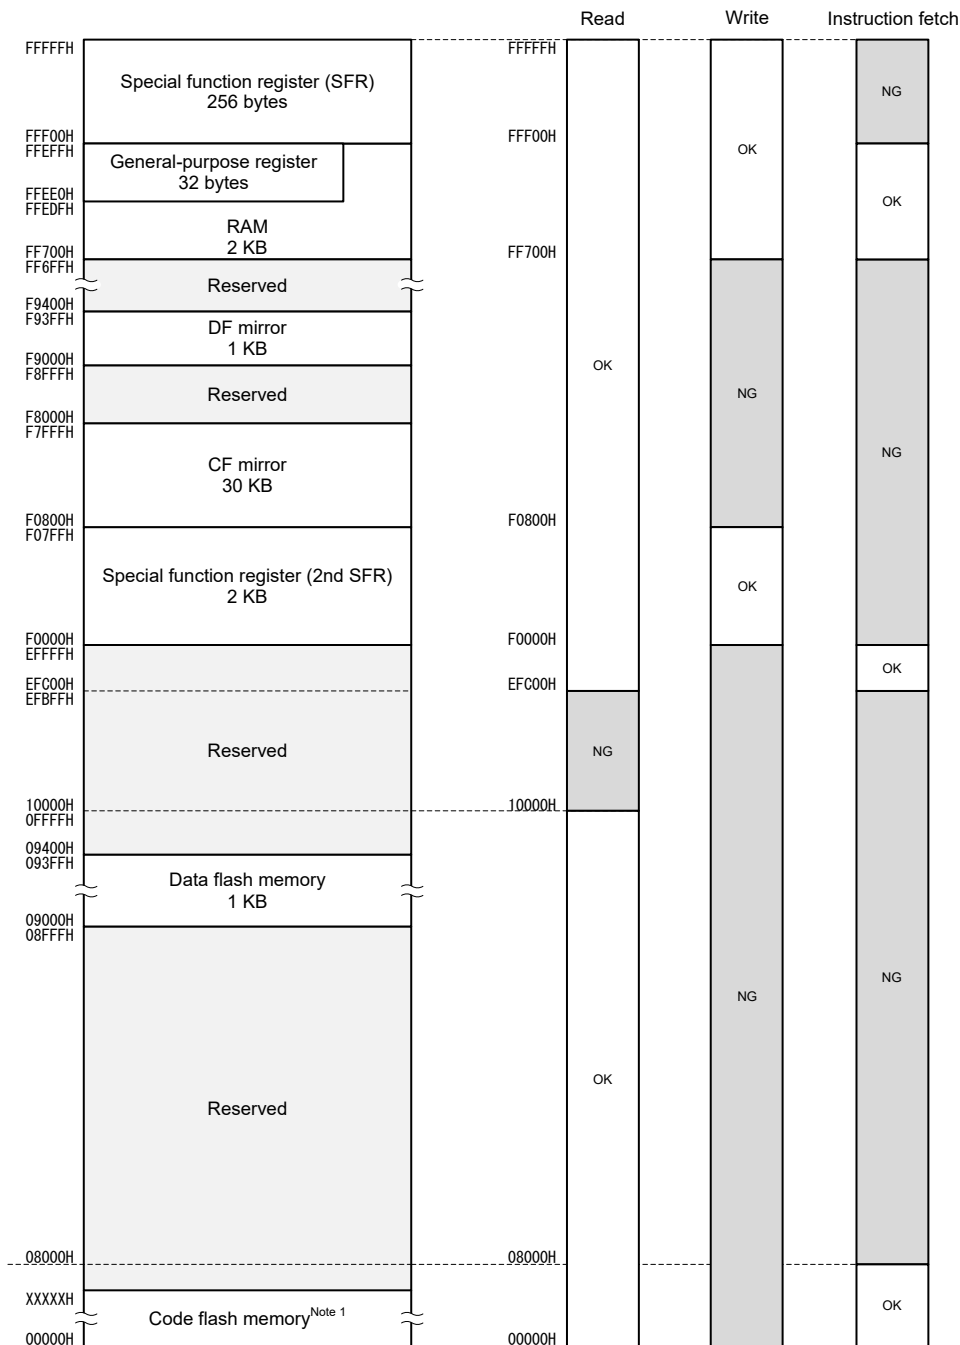 Read Write Instruction fetch
FFFFFH
Special function register (SFR)
256 bytes
FFF00H
FFEFFH
General-purpose register
32 bytes
FFEE0H
FFEDFH
RAM
2 KB
FF700H
FF6FFH
Reserved
F9400H
F93FFH
DF mirror
1 KB
F9000H
F8FFFH
Reserved
F8000H
F7FFFH
CF mirror
30 KB
F0800H
F07FFH
Special function register (2nd SFR)
2 KB
F0000H
EFFFFH
EFC00H
EFBFFH
Reserved
10000H
0FFFFH
09400H
093FFH
Data flash memory
1 KB
09000H
08FFFH
Reserved
08000H
XXXXXH
Code flash memory Note 1
00000H
FFFFFH
FFF00H
FF700H
F0800H
F0000H
EFC00H
10000H
08000H
00000H
OK
NG
OK
OK
NG
OK
NG
NG
OK
NG
OK
NG
OK